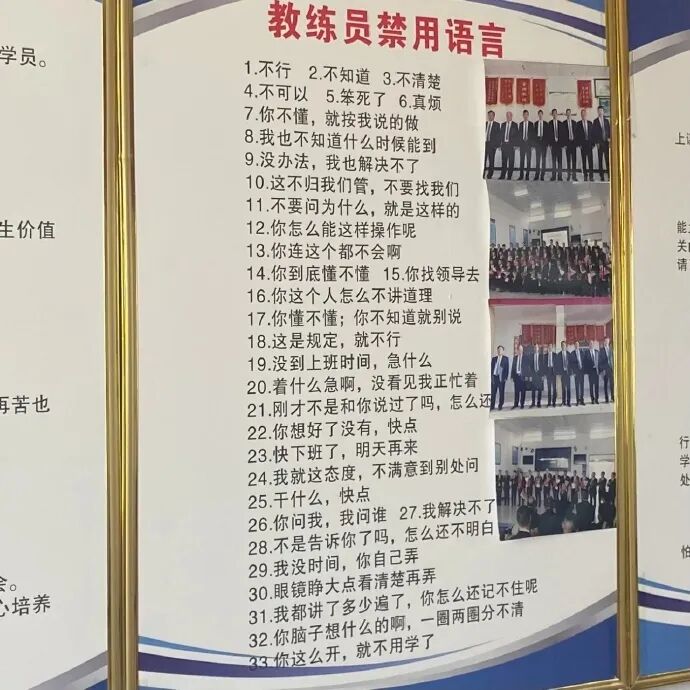 教练员禁用语言
1.不行 2.不知道 3.不清楚
4.不可以 5.笨死了 6.真烦
7.你不懂，就按我说的做
8.我也不知道什么时候能到
9.没办法，我也解决不了
10.这不归我们管，不要找我们
11.不要问为什么，就是这样的
12.你怎么能这样操作呢
13.你连这个都不会啊
14.你到底懂不懂 15.你找领导去
16.你这个人怎么不讲道理
17.你懂不懂；你不知道就别说
18.这是规定，就不行
19.没到上班时间，急什么
20.着什么急啊，没看见我正忙着
21.刚才不是和你说过了吗，怎么还
22.你想好了没有，快点
23.快下班了，明天再来
24.我就这态度，不满意到别处问
25.干什么，快点
26.你问我，我问谁 27.我解决不了
28.不是告诉你了吗，怎么还不明白
29.我没时间，你自己弄
30.眼镜睁大点看清楚再弄
31.我都讲了多少遍了，你怎么还记不住呢
32.你脑子想什么的啊，一圈两圈分不清
33.你这么开，就不用学了
学员。
生价值
再苦也
会。
心培养
上课
能
关
请
行
学
处
怕